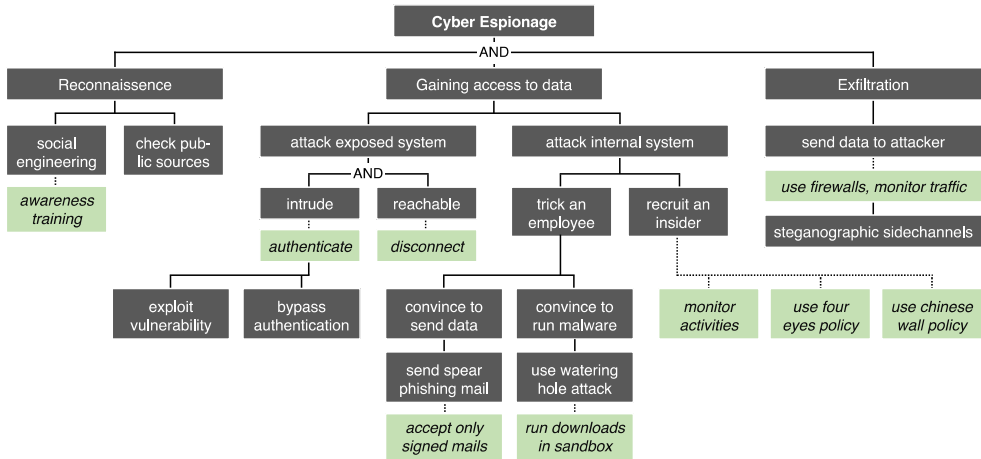 Cyber Espionage
AND
Reconnaissence
Gaining access to data
Exfiltration
social
engineering
check pub-
lic sources
attack exposed system
attack internal system
send data to attacker
awareness
training
AND
intrude
reachable
trick an
employee
recruit an
insider
use firewalls, monitor traffic
authenticate
disconnect
steganographic sidechannels
exploit
vulnerability
bypass
authentication
convince to
send data
convince to
run malware
monitor
activities
use four
eyes policy
use chinese
wall policy
send spear
phishing mail
use watering
hole attack
accept only
signed mails
run downloads
in sandbox